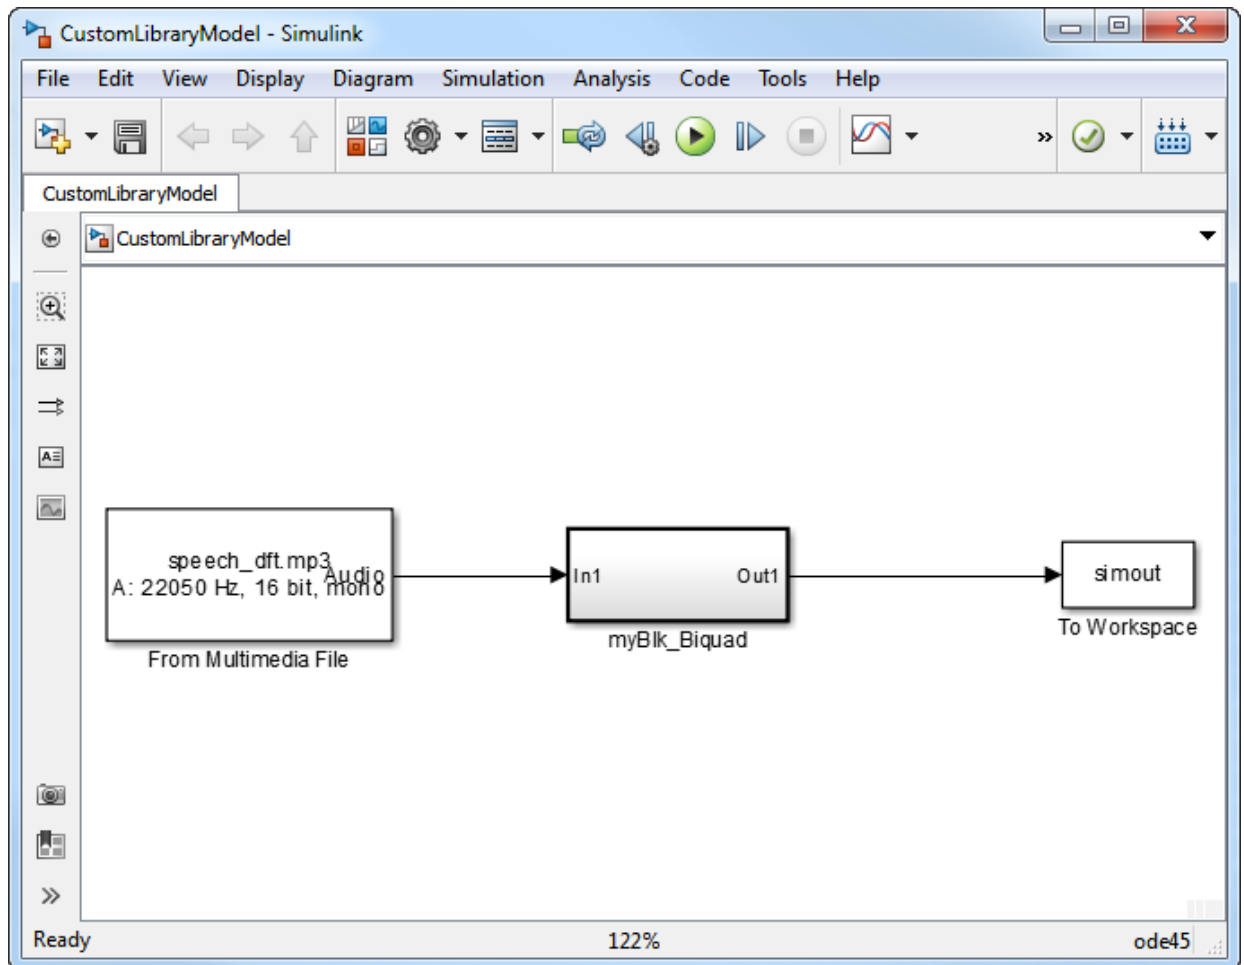 CustomLibraryModel - Simulink
File Edit View Display Diagram Simulation Analysis Code Tools Help
CustomLibraryModel
CustomLibraryModel
speech_dft.mp3
Audio
A: 22050 Hz, 16 bit, mono
From Multimedia File
In1 Out1
myBlk_Biquad
simout
To Workspace
Ready 122% ode45